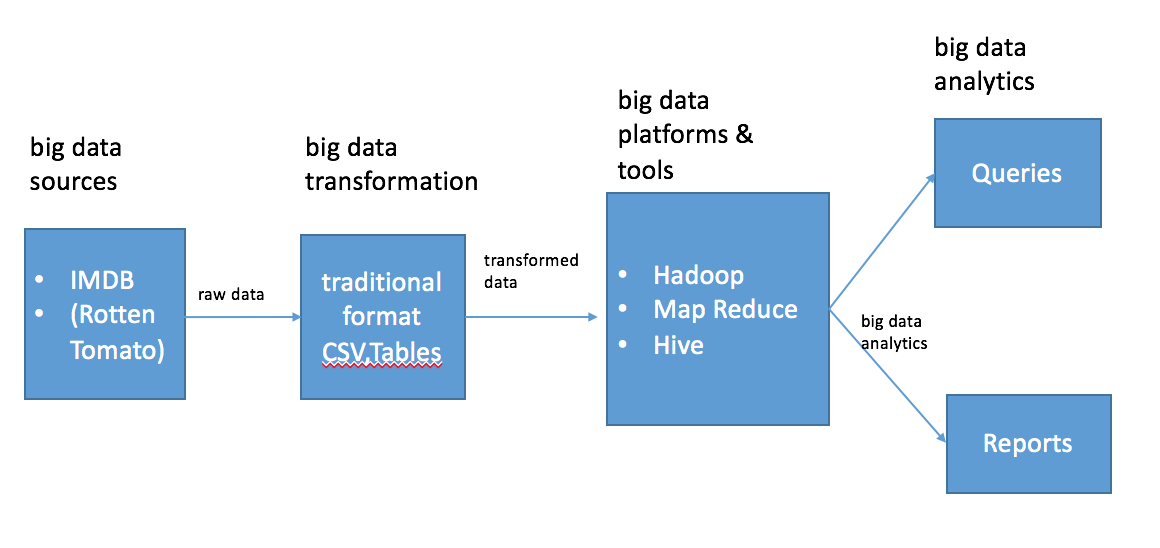 big data
sources
• IMDB
• (Rotten
Tomato)
raw data
big data
transformation
traditional
format
CSV,Tables
transformed
data
big data
platforms &
tools
• Hadoop
• Map Reduce
• Hive
big data
analytics
big data
analytics
Queries
Reports